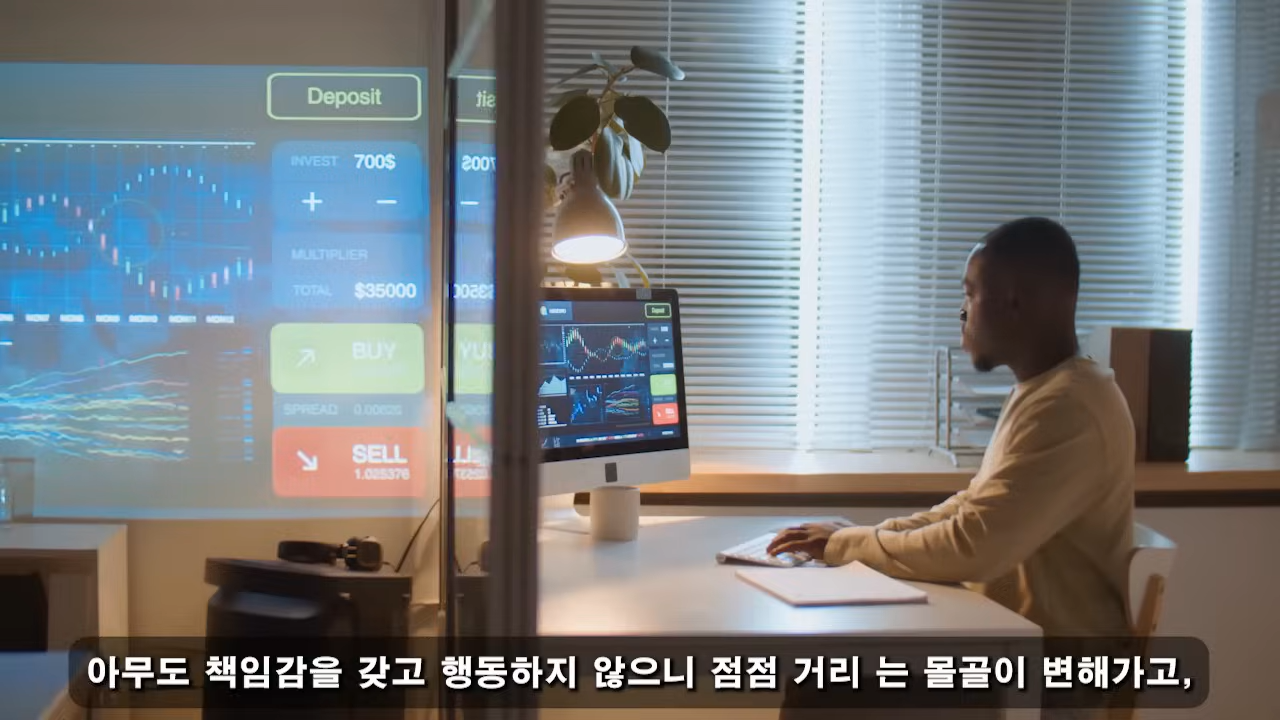 Deposit
INVEST 700$
+ −
MULTIPLIER
TOTAL $35000
BUY
SPREAD
SELL
1.025376
Deposit
아무도 책임감을 갖고 행동하지 않으니 점점 거리 는 몰골이 변해가고,